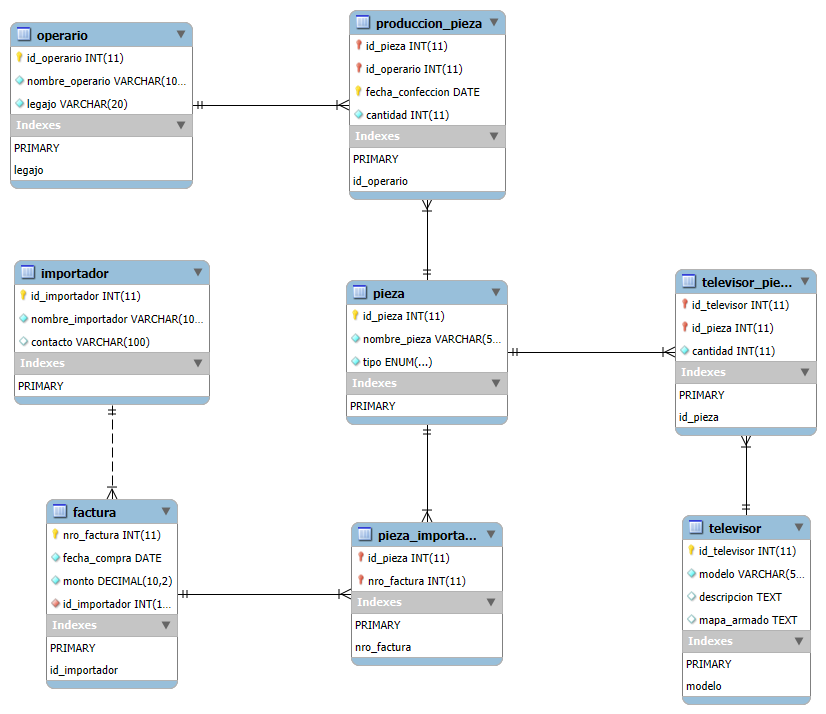 operario
id_operario INT(11)
nombre_operario VARCHAR(10...
legajo VARCHAR(20)
Indexes
PRIMARY
legajo
produccion_pieza
id_pieza INT(11)
id_operario INT(11)
fecha_confeccion DATE
cantidad INT(11)
Indexes
PRIMARY
id_operario
importador
id_importador INT(11)
nombre_importador VARCHAR(10...
contacto VARCHAR(100)
Indexes
PRIMARY
pieza
id_pieza INT(11)
nombre_pieza VARCHAR(5...
tipo ENUM(...)
Indexes
PRIMARY
televisor_pie...
id_televisor INT(11)
id_pieza INT(11)
cantidad INT(11)
Indexes
PRIMARY
id_pieza
factura
nro_factura INT(11)
fecha_compra DATE
monto DECIMAL(10,2)
id_importador INT(1...
Indexes
PRIMARY
id_importador
pieza_importa...
id_pieza INT(11)
nro_factura INT(11)
Indexes
PRIMARY
nro_factura
televisor
id_televisor INT(11)
modelo VARCHAR(5...
descripcion TEXT
mapa_armado TEXT
Indexes
PRIMARY
modelo